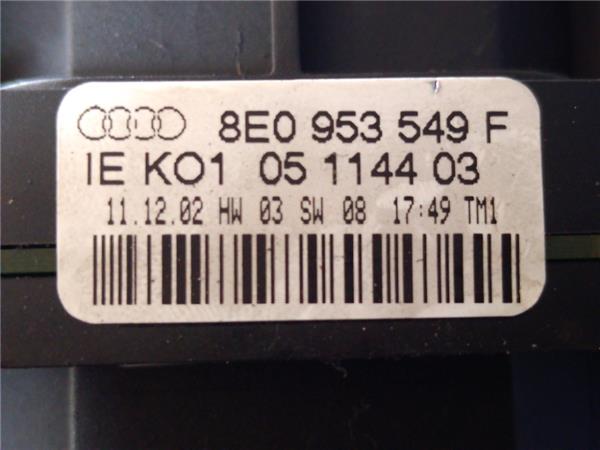 8E0 953 549 F
IE KO1 05 1144 03
11.12.02 HW 03 SW 08 17:49 TM1